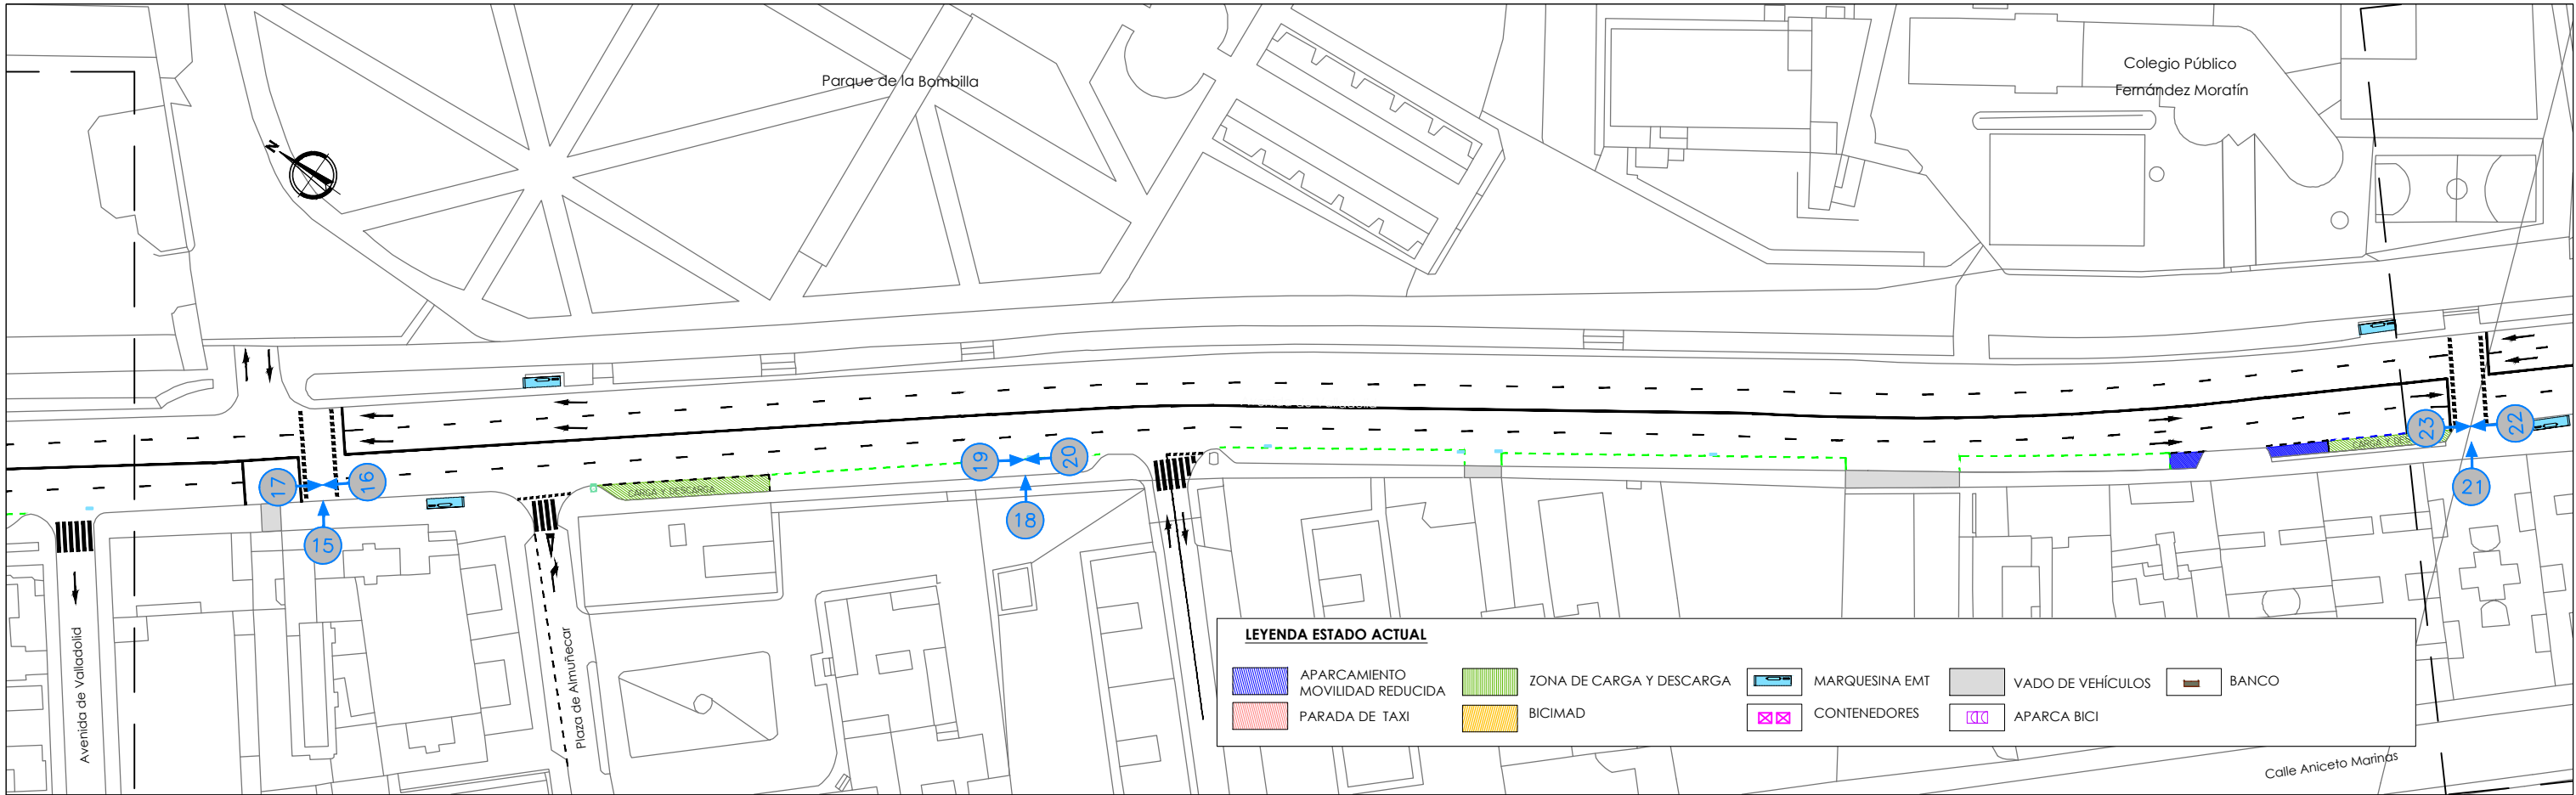 Parque de la Bombilla
Colegio Público
Fernández Moratín
N
17
16
15
19
20
18
23
22
21
CARGA Y DESCARGA
CARGA Y DES
Avenida de Valladolid
Plaza de Almuñecar
LEYENDA ESTADO ACTUAL
APARCAMIENTO
MOVILIDAD REDUCIDA
ZONA DE CARGA Y DESCARGA
MARQUESINA EMT
VADO DE VEHÍCULOS
BANCO
PARADA DE TAXI
BICIMAD
CONTENEDORES
APARCA BICI
Calle Aniceto Marinas